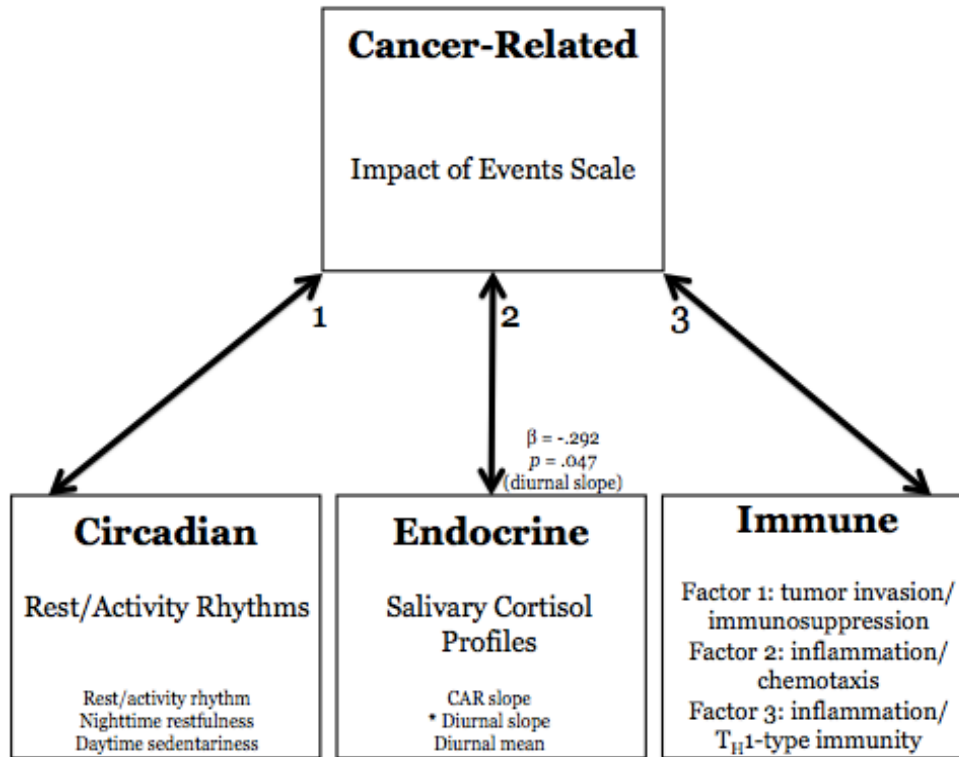 Cancer-Related
Impact of Events Scale
1
2
3
β = -.292
p = .047
(diurnal slope)
Circadian
Rest/Activity Rhythms
Rest/activity rhythm
Nighttime restfulness
Daytime sedentariness
Endocrine
Salivary Cortisol
Profiles
CAR slope
* Diurnal slope
Diurnal mean
Immune
Factor 1: tumor invasion/
immunosuppression
Factor 2: inflammation/
chemotaxis
Factor 3: inflammation/
TH1-type immunity